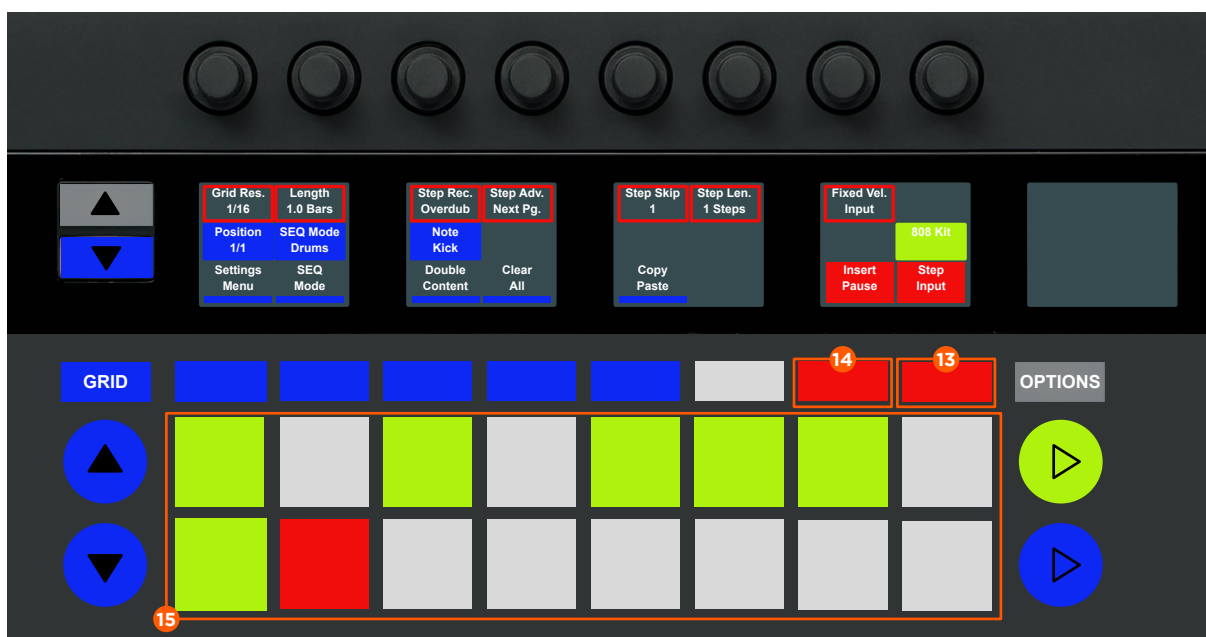 Grid Res.
1/16
Length
1.0 Bars
Step Rec.
Overdub
Step Adv.
Next Pg.
Step Skip
1
Step Len.
1 Steps
Fixed Vel.
Input
Position
1/1
SEQ Mode
Drums
Note
Kick
808 Kit
Settings
Menu
SEQ
Mode
Double
Content
Clear
All
Copy
Paste
Insert
Pause
Step
Input
14
13
GRID
OPTIONS
15